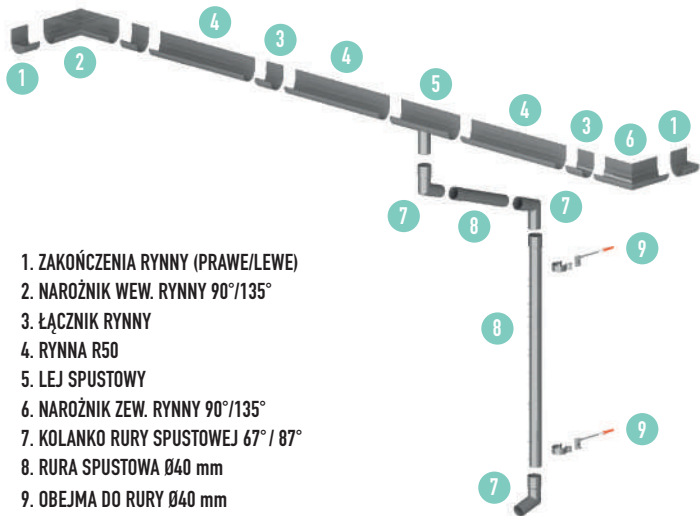 4
2
3
1
4
5
4
3
6
1
7
8
7
9
1. ZAKOŃCZENIA RYNNY (PRAWE/LEWE)
2. NAROŻNIK WEW. RYNNY 90°/135°
3. ŁĄCZNIK RYNNY
4. RYNNA R50
5. LEJ SPUSTOWY
6. NAROŻNIK ZEW. RYNNY 90°/135°
7. KOLANKO RURY SPUSTOWEJ 67°/ 87°
8. RURA SPUSTOWA Ø40 mm
9. OBEJMA DO RURY Ø40 mm
8
9
7